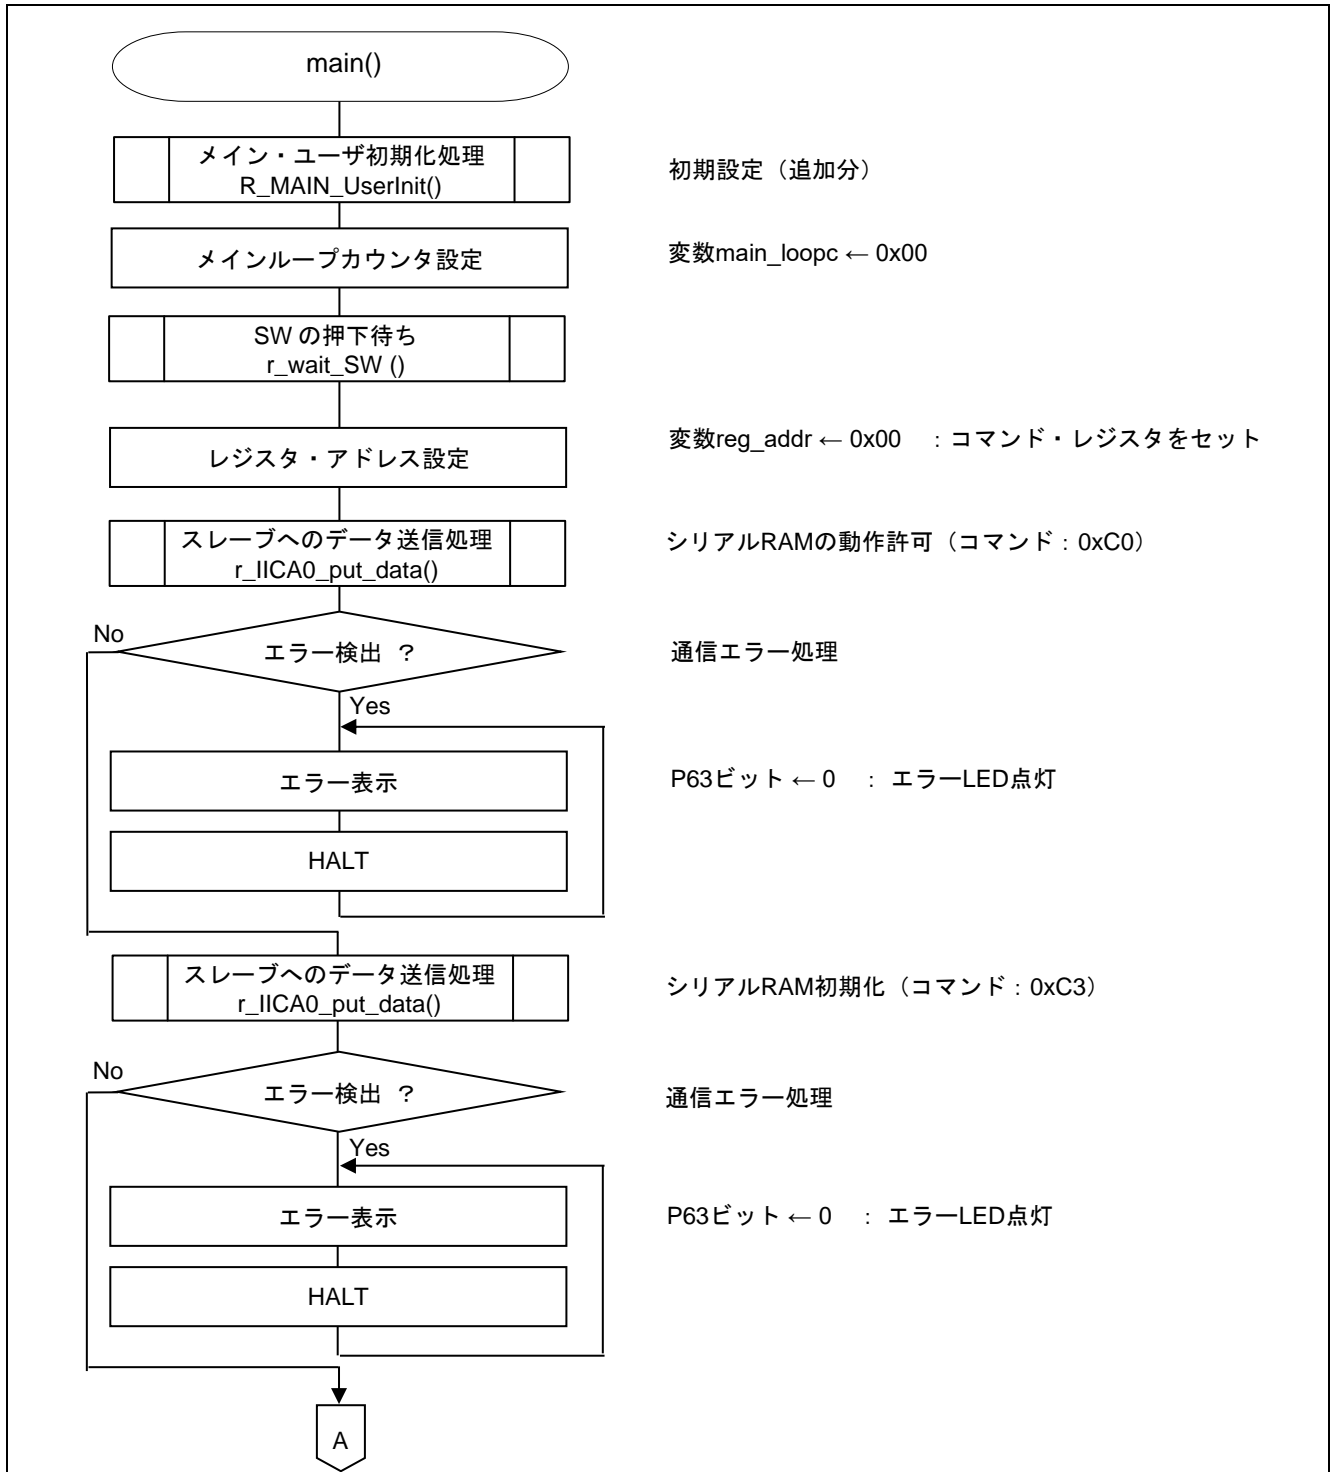 main()
メイン・ユーザ初期化処理
R_MAIN_UserInit()
初期設定（追加分）
メインループカウンタ設定
変数main_loopc ← 0x00
SW の押下待ち
r_wait_SW ()
レジスタ・アドレス設定
変数reg_addr ← 0x00　：コマンド・レジスタをセット
スレーブへのデータ送信処理
r_IICA0_put_data()
シリアルRAMの動作許可（コマンド：0xC0）
No
エラー検出 ？
通信エラー処理
Yes
エラー表示
P63ビット ← 0　： エラーLED点灯
HALT
スレーブへのデータ送信処理
r_IICA0_put_data()
シリアルRAM初期化（コマンド：0xC3）
No
エラー検出 ？
通信エラー処理
Yes
エラー表示
P63ビット ← 0　： エラーLED点灯
HALT
A